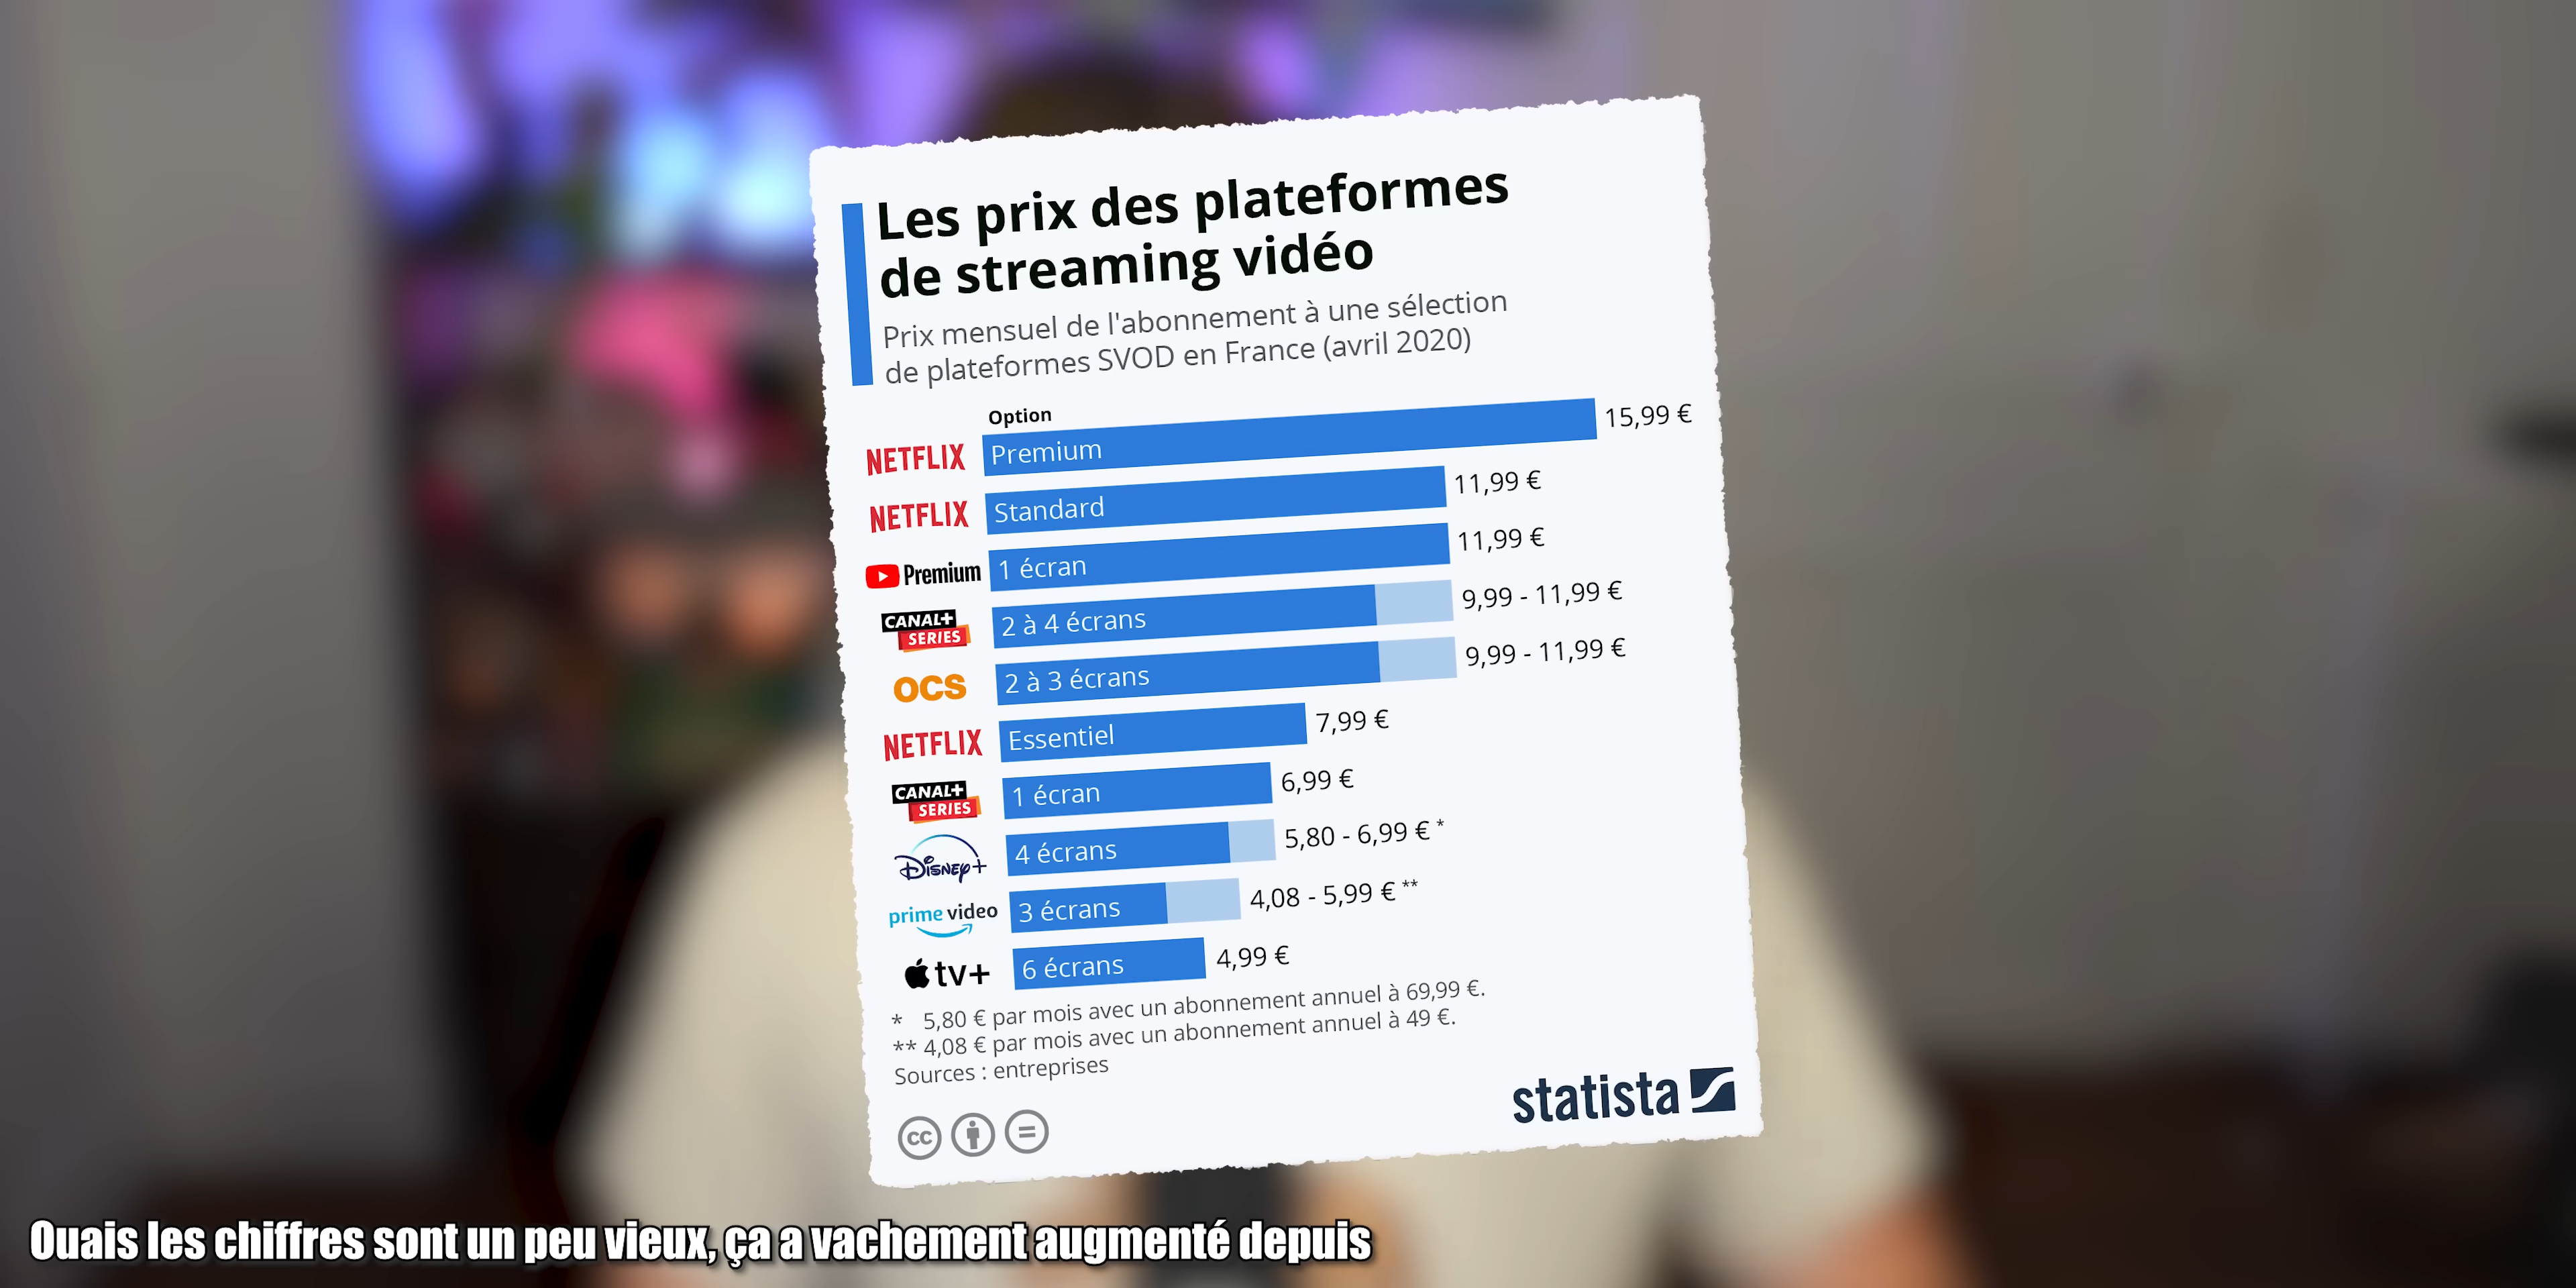 Les prix des plateformes
de streaming vidéo
Prix mensuel de l'abonnement à une sélection
de plateformes SVOD en France (avril 2020)
Option
NETFLIX Premium 15,99 €
NETFLIX Standard 11,99 €
Premium 1 écran 11,99 €
CANAL+ SERIES 2 à 4 écrans 9,99 - 11,99 €
OCS 2 à 3 écrans 9,99 - 11,99 €
NETFLIX Essentiel 7,99 €
CANAL+ SERIES 1 écran 6,99 €
Disney+ 4 écrans 5,80 - 6,99 € *
prime video 3 écrans 4,08 - 5,99 € **
tv+ 6 écrans 4,99 €
* 5,80 € par mois avec un abonnement annuel à 69,99 €.
** 4,08 € par mois avec un abonnement annuel à 49 €.
Sources : entreprises
cc
statista
Ouais les chiffres sont un peu vieux, ça a vachement augmenté depuis